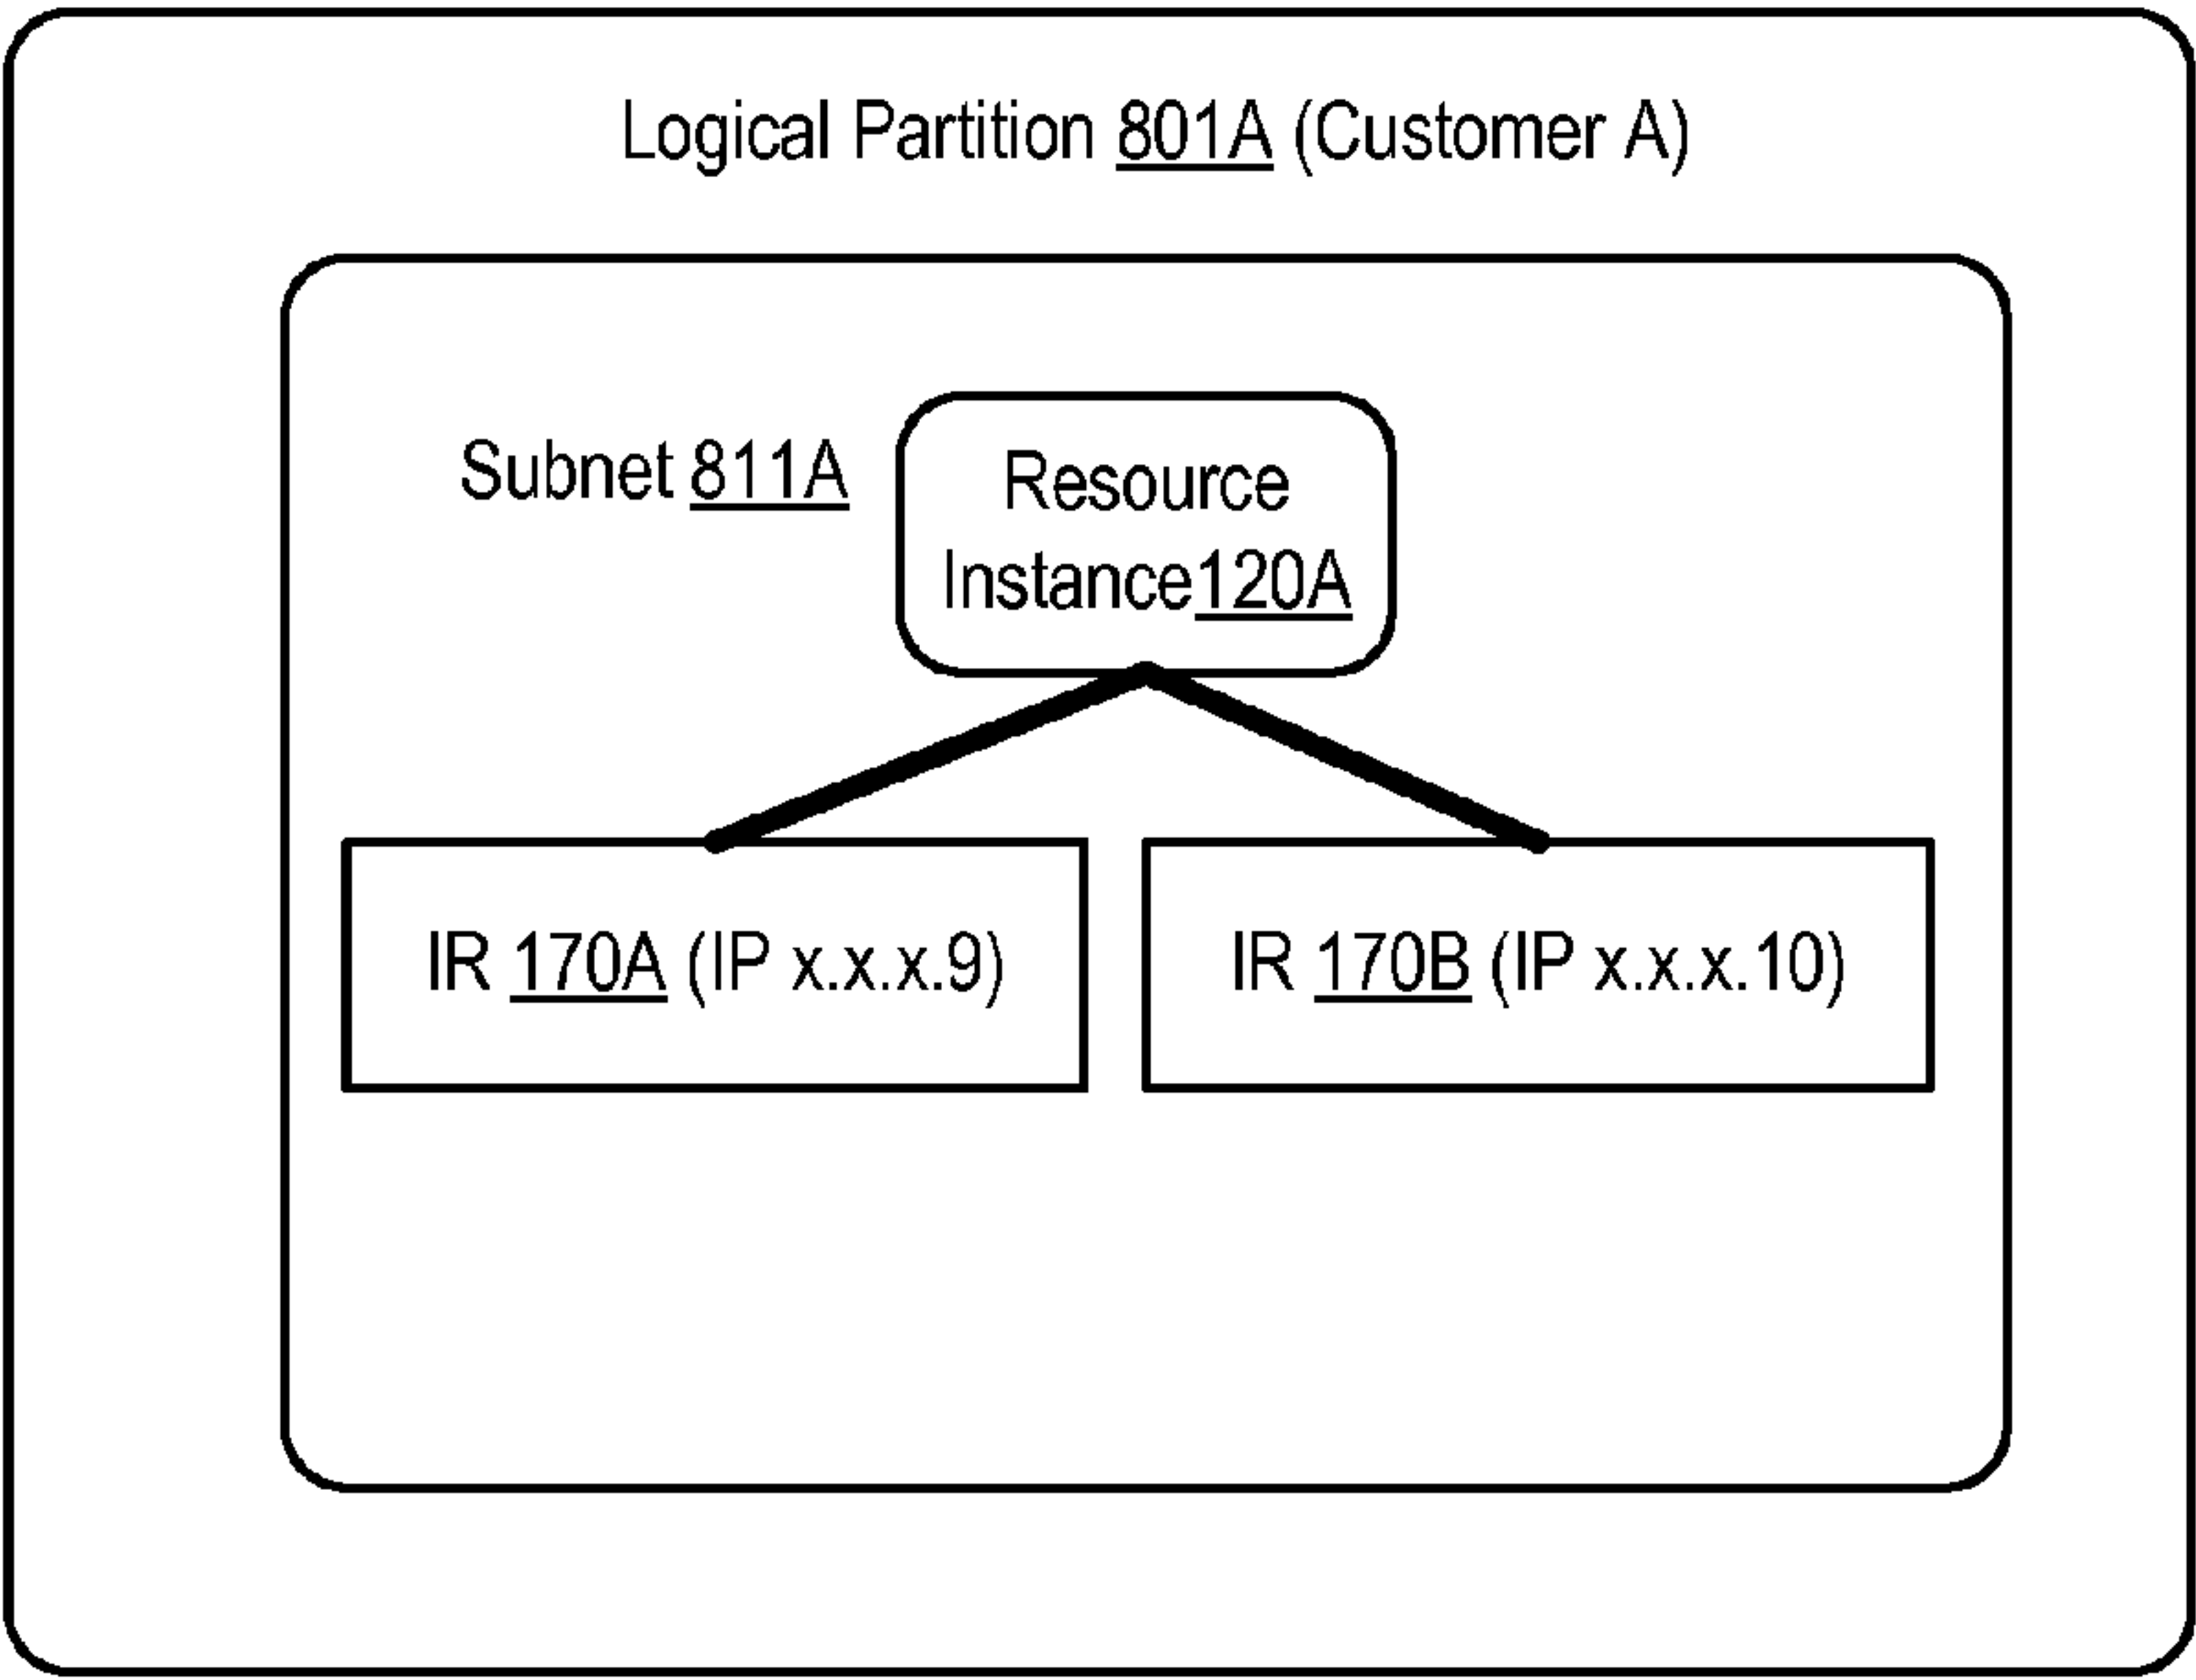 Logical Partition 801A (Customer A)
Subnet 811A
Resource
Instance120A
IR 170A (IP x.x.x.9)
IR 170B (IP x.x.x.10)